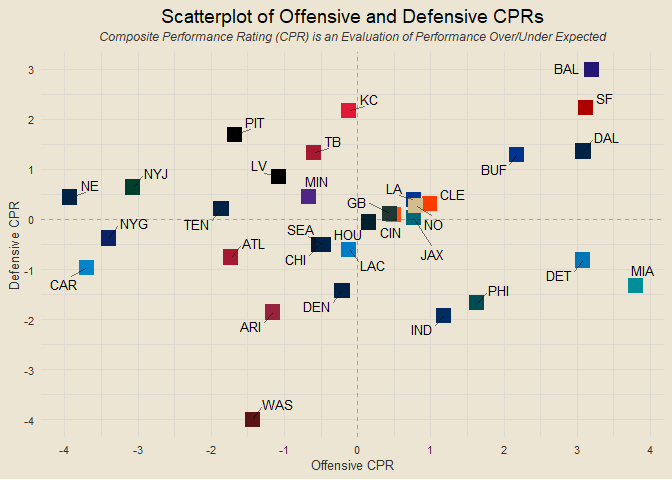 Scatterplot of Offensive and Defensive CPRs
Composite Performance Rating (CPR) is an Evaluation of Performance Over/Under Expected
3
BAL
SF
KC
2
PIT
TB
DAL
LV
BUF
1
MIN
NYJ
NE
LA
CLE
GB
TEN
NO
0
NYG
SEA
HOU
CIN
ATL
JAX
CHI
LAC
-1
CAR
DET
MIA
PHI
DEN
ARI
IND
-2
-3
WAS
-4
-4
-3
-2
-1
0
1
2
3
4
Offensive CPR
Defensive CPR